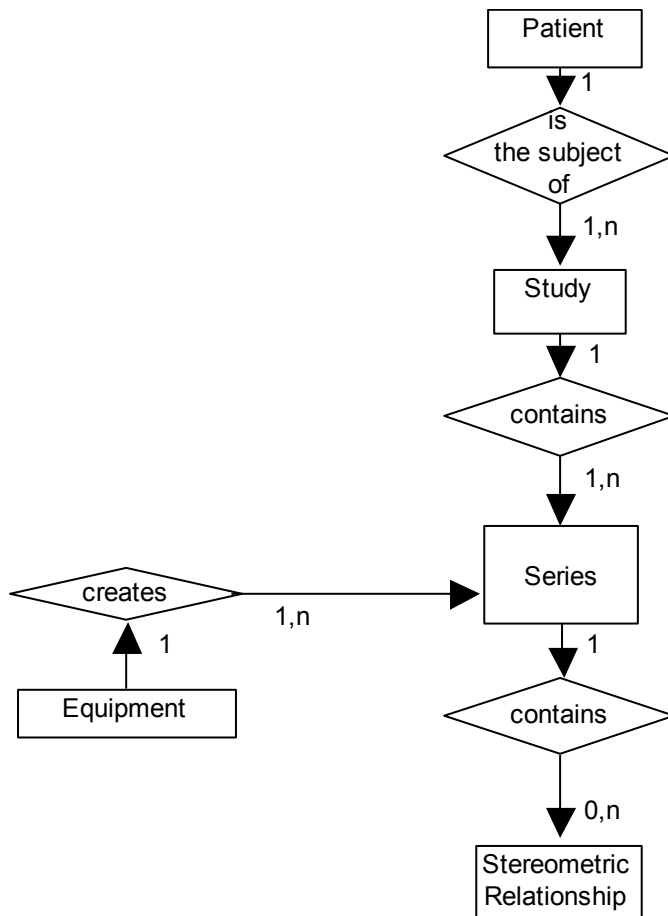 Patient
1
is
the subject
of
1,n
Study
1
contains
1,n
Series
creates
1,n
1
Equipment
1
contains
0,n
Stereometric
Relationship